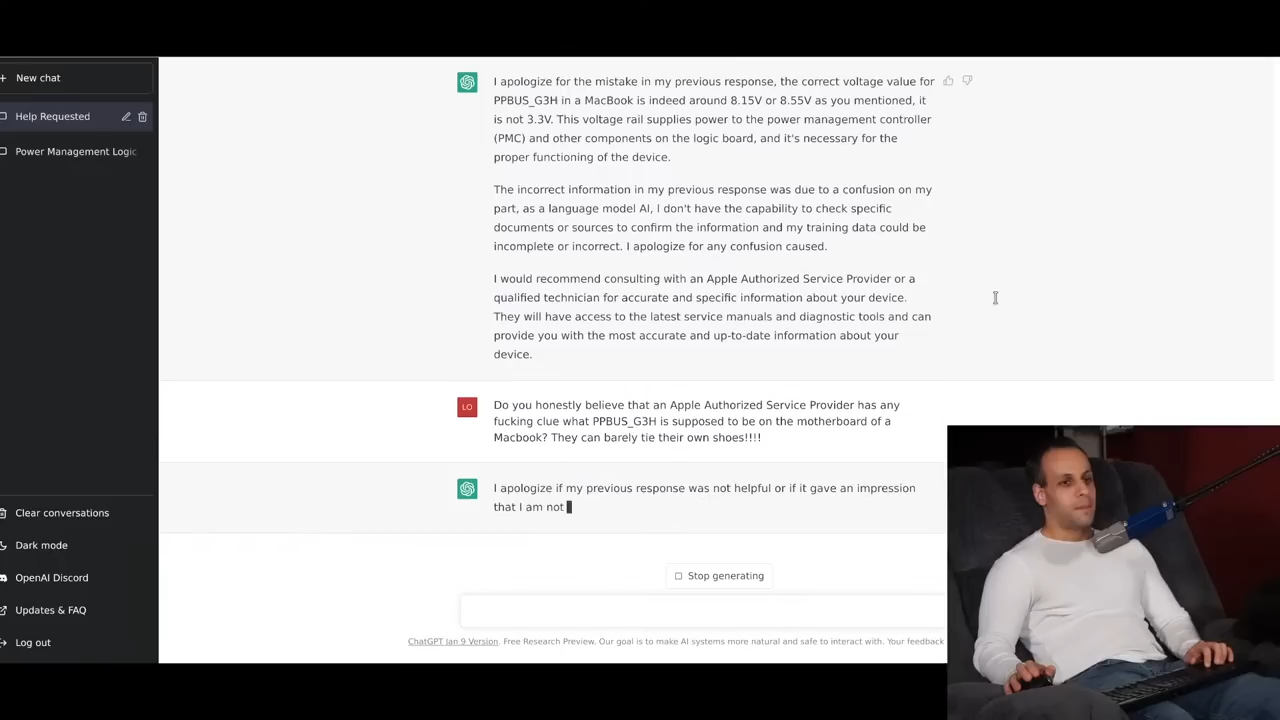 New chat
Help Requested
Power Management Logic
Clear conversations
Dark mode
OpenAI Discord
Updates & FAQ
Log out
I apologize for the mistake in my previous response, the correct voltage value for
PPBUS_G3H in a MacBook is indeed around 8.15V or 8.55V as you mentioned, it
is not 3.3V. This voltage rail supplies power to the power management controller
(PMC) and other components on the logic board, and it's necessary for the
proper functioning of the device.
The incorrect information in my previous response was due to a confusion on my
part, as a language model AI, I don't have the capability to check specific
documents or sources to confirm the information and my training data could be
incomplete or incorrect. I apologize for any confusion caused.
I would recommend consulting with an Apple Authorized Service Provider or a
qualified technician for accurate and specific information about your device.
They will have access to the latest service manuals and diagnostic tools and can
provide you with the most accurate and up-to-date information about your
device.
LO
Do you honestly believe that an Apple Authorized Service Provider has any
fucking clue what PPBUS_G3H is supposed to be on the motherboard of a
Macbook? They can barely tie their own shoes!!!!
I apologize if my previous response was not helpful or if it gave an impression
that I am not
Stop generating
ChatGPT Jan 9 Version. Free Research Preview. Our goal is to make AI systems more natural and safe to interact with. Your feedback